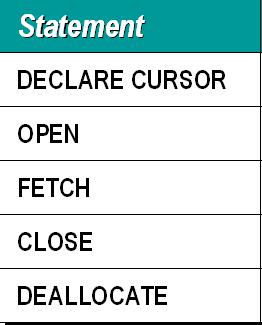 Statement
DECLARE CURSOR
OPEN
FETCH
CLOSE
DEALLOCATE